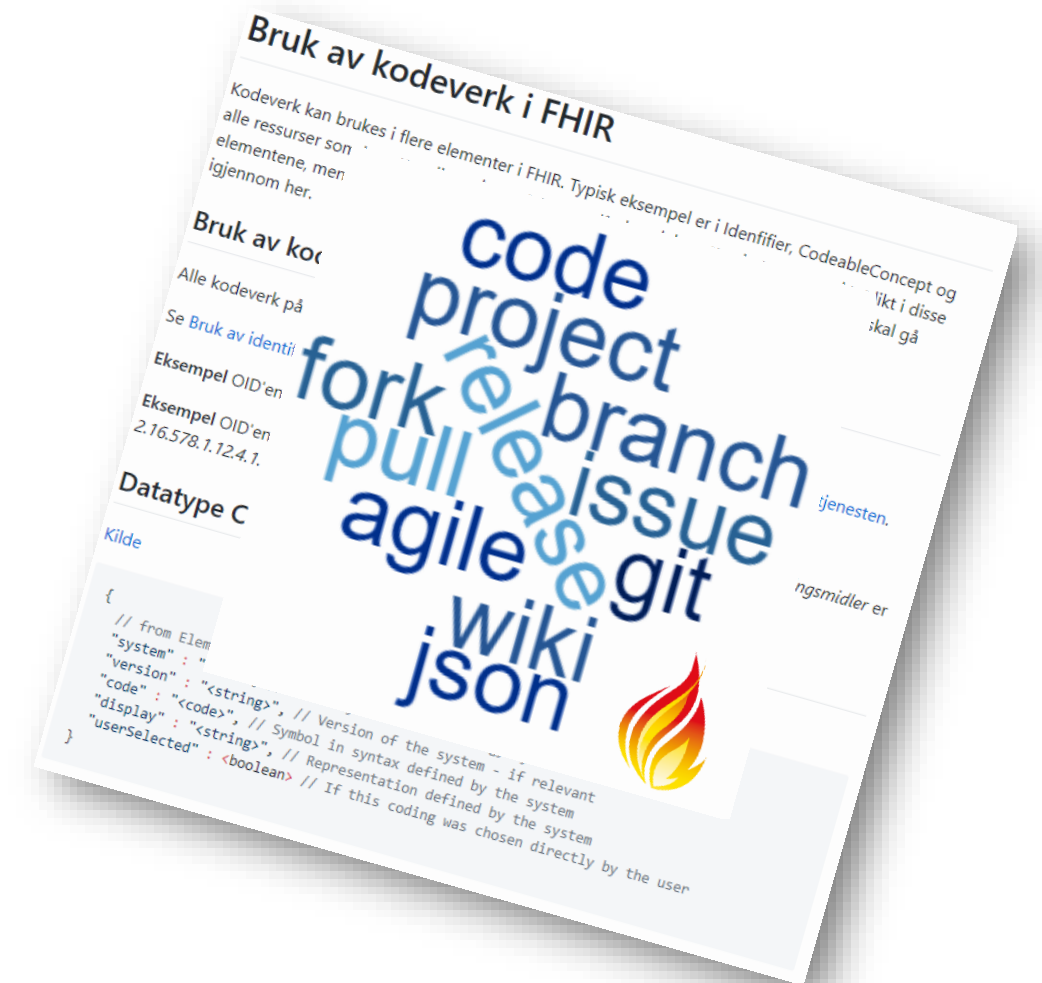 Bruk av kodeverk i FHIR
Kodeverk kan brukes i flere elementer i FHIR. Typisk eksempel er i Idenfifier, CodeableConcept og
alle ressurser som
ikt i disse
elementene, men
skal gå
igjennom her.
Bruk av
Alle kodeverk på
Se Bruk av
tjenesten.
Eksempel OID'en
Eksempel OID'en
ngsmidler er
2.16.578.1.12.4.1.
Datatype C
Kilde
{
// from Elem
"system" : "
"version" : "<string>", // Version of the system - if relevant
"code" : "<code>", // Symbol in syntax defined by the system
"display" : "<string>", // Representation defined by the system
"userSelected" : <boolean> // If this coding was chosen directly by the user
}
code
project
fork
release
branch
pull
issue
agile
git
wiki
json